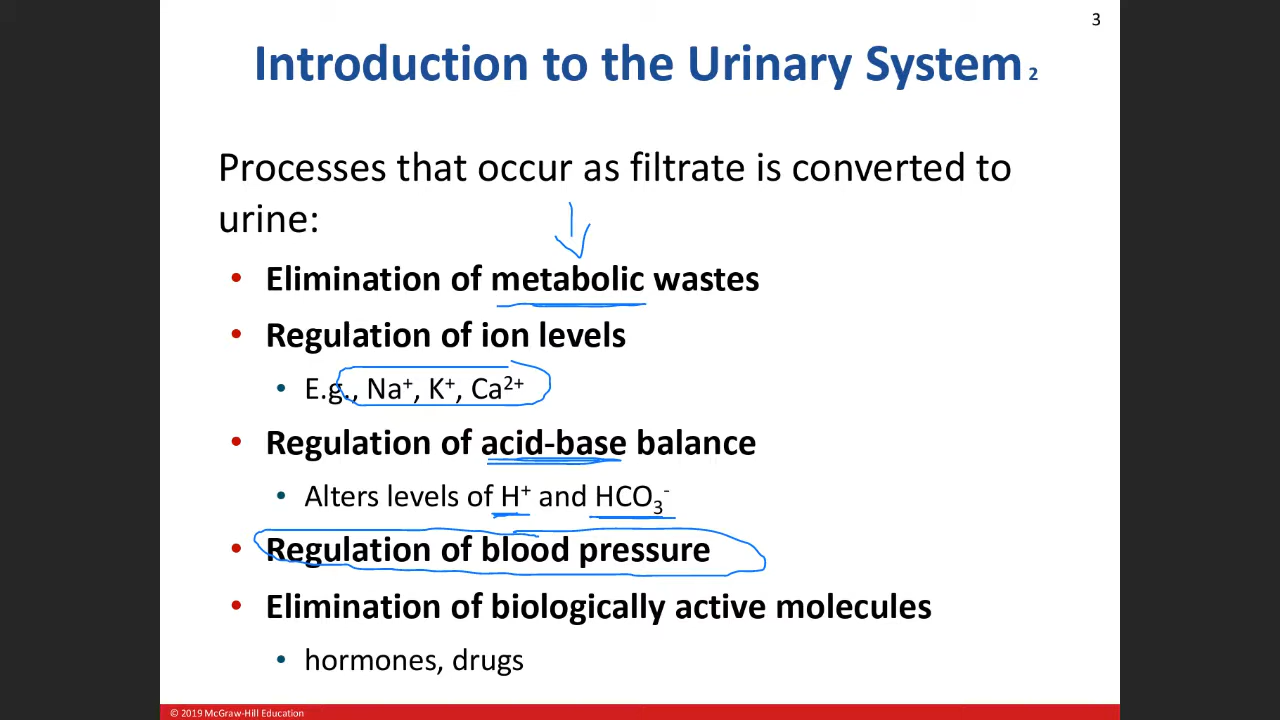 3
Introduction to the Urinary System 2
Processes that occur as filtrate is converted to
urine:
• Elimination of metabolic wastes
• Regulation of ion levels
• E.g., Na⁺, K⁺, Ca²⁺
• Regulation of acid-base balance
• Alters levels of H⁺ and HCO₃⁻
• Regulation of blood pressure
• Elimination of biologically active molecules
• hormones, drugs
© 2019 McGraw-Hill Education